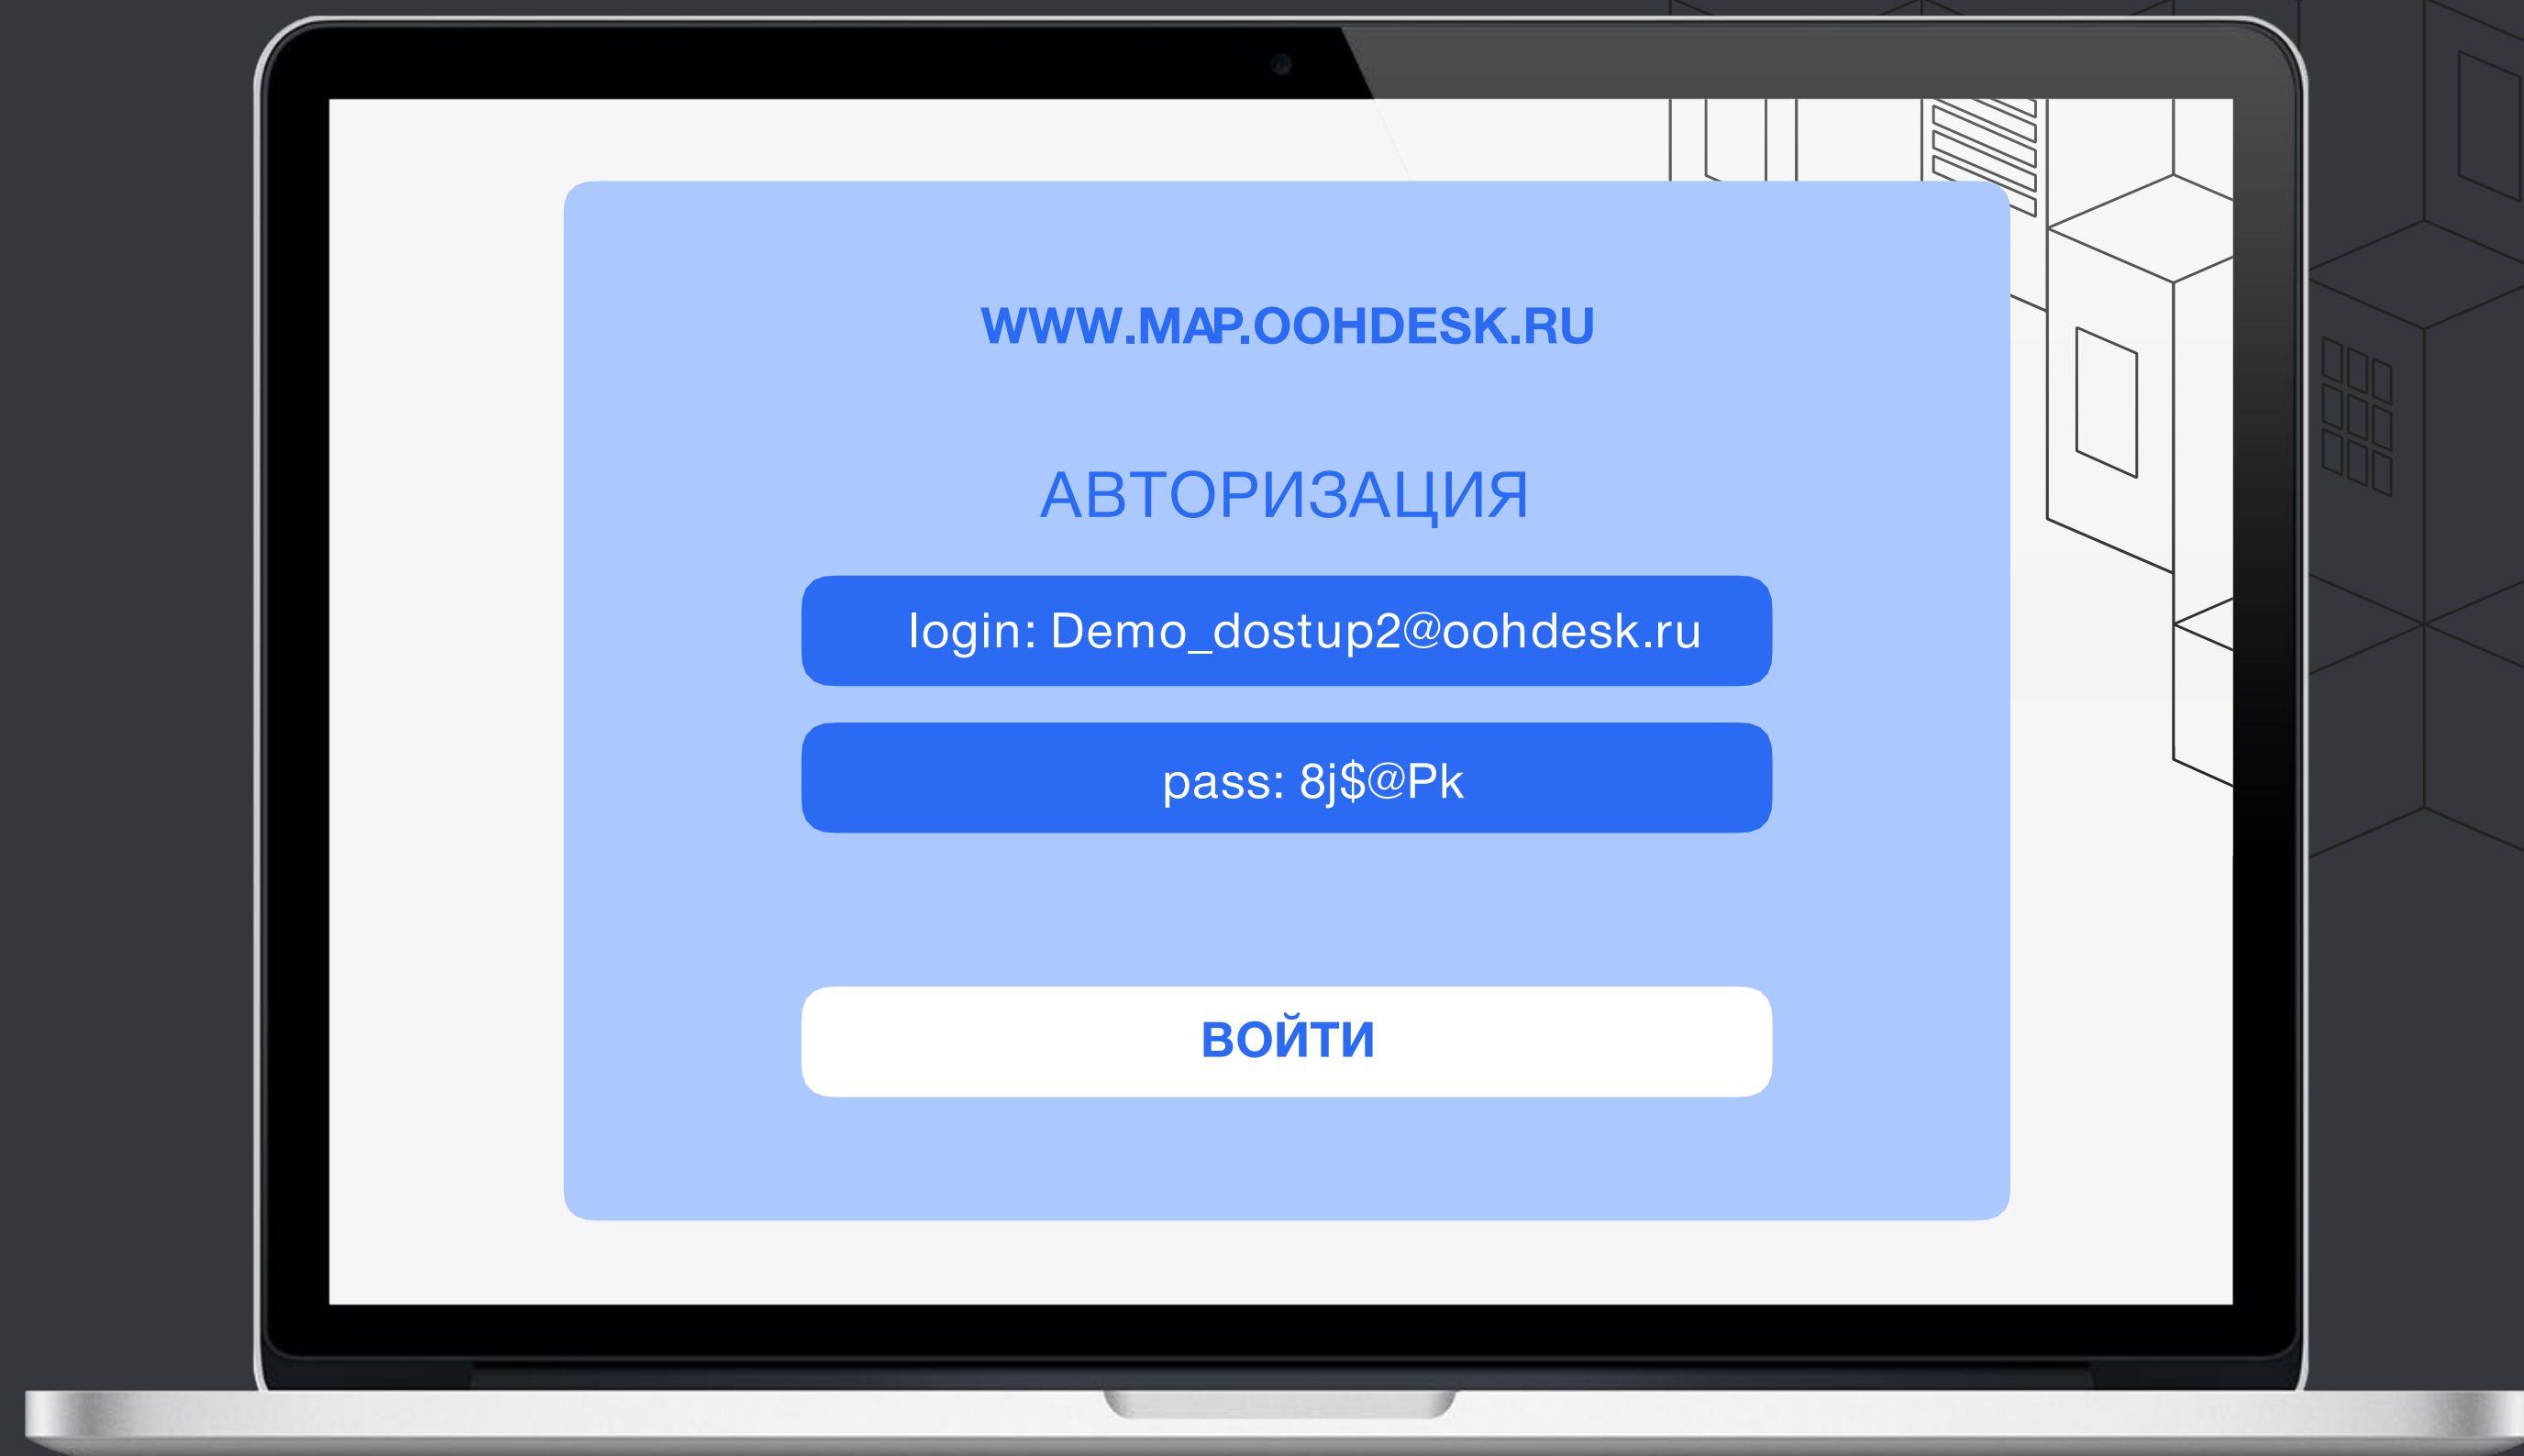 WWW.MAP.OOHDESK.RU
АВТОРИЗАЦИЯ
login: Demo_dostup2@oohdesk.ru
pass: 8j$@Pk
ВОЙТИ